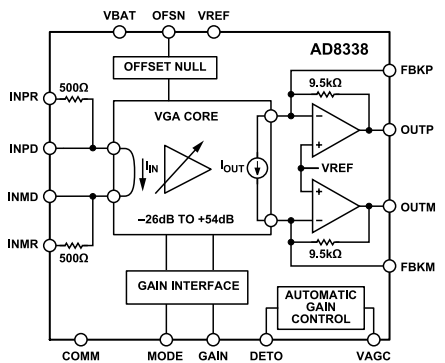 VBAT OFSN VREF
AD8338
OFFSET NULL
FBKP
INPR
500Ω
9.5kΩ
VGA CORE
INPD
OUTP
IIN
IOUT
VREF
INMD
OUTM
–26dB TO +54dB
INMR
500Ω
9.5kΩ
FBKM
GAIN INTERFACE
AUTOMATIC
GAIN
CONTROL
COMM MODE GAIN DETO VAGC
− + + −